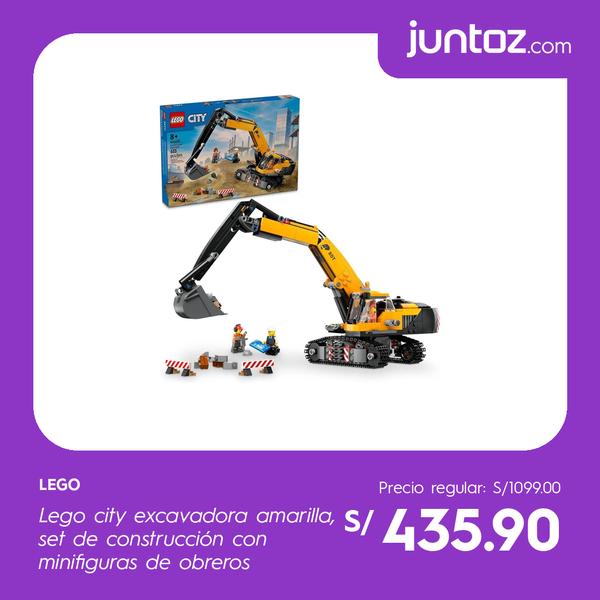 juntoz.com
LEGO CITY
8+
LEGO
Precio regular: S/1099.00
Lego city excavadora amarilla,
set de construcción con
minifiguras de obreros
S/ 435.90